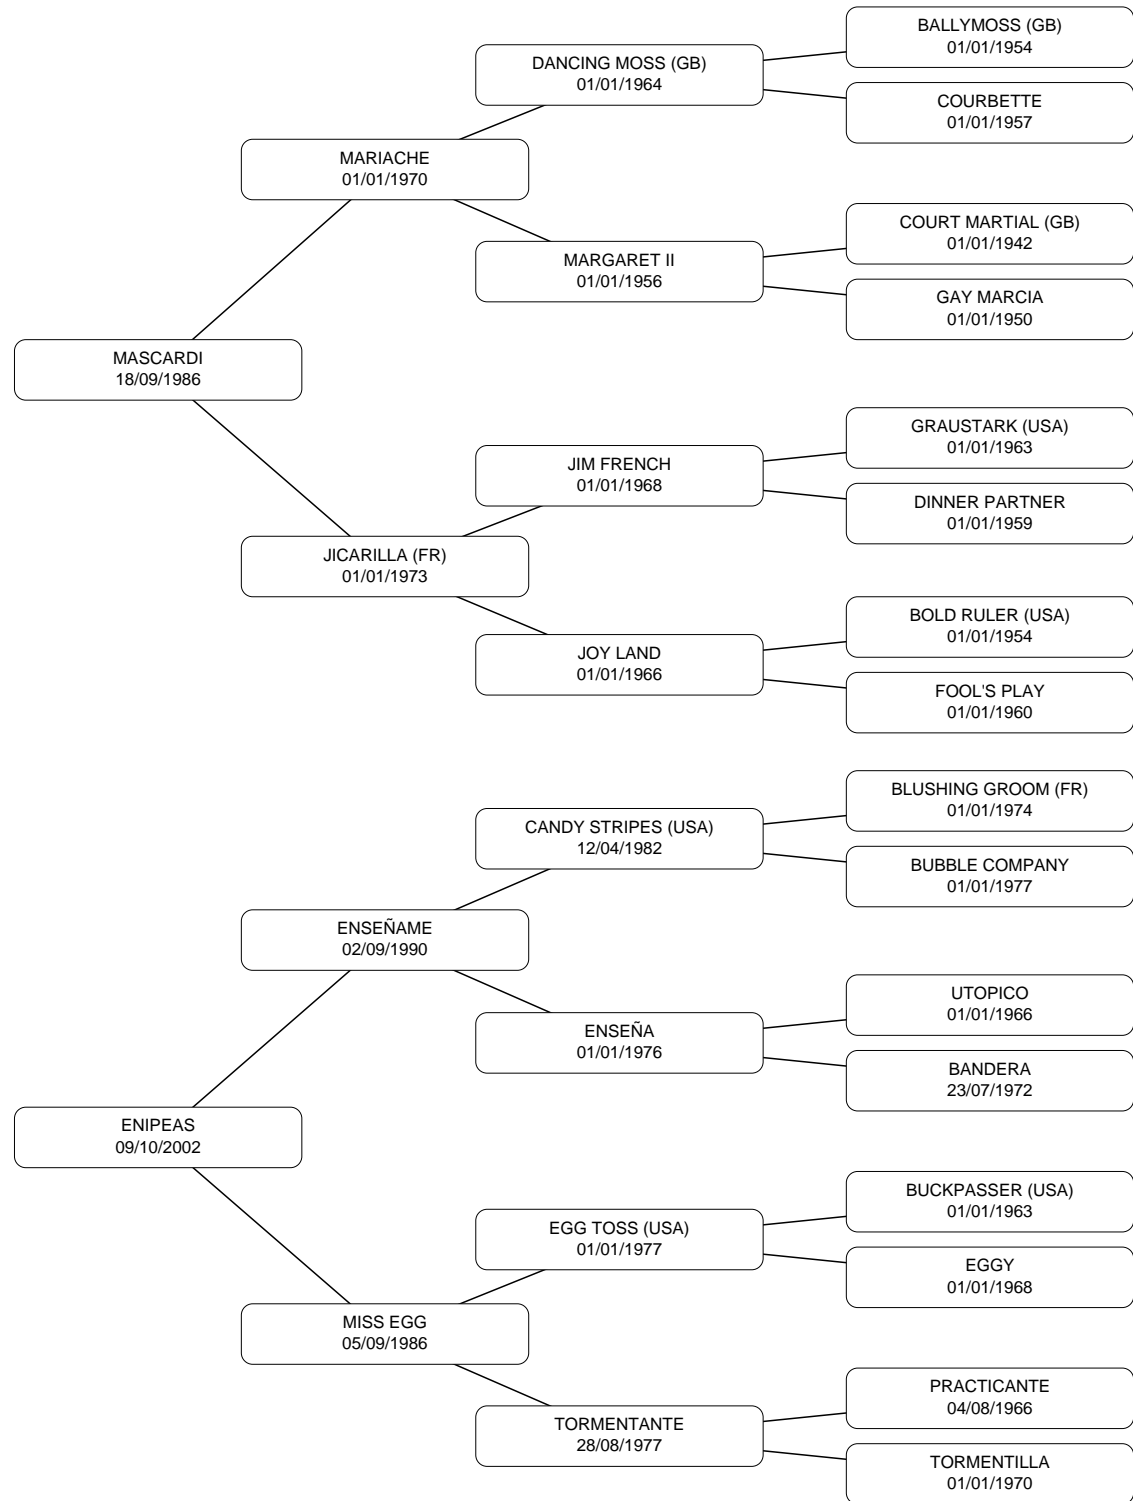 BALLYMOSS (GB)
01/01/1954
DANCING MOSS (GB)
01/01/1964
COURBETTE
01/01/1957
MARIACHE
01/01/1970
COURT MARTIAL (GB)
01/01/1942
MARGARET II
01/01/1956
GAY MARCIA
01/01/1950
MASCARDI
18/09/1986
GRAUSTARK (USA)
01/01/1963
JIM FRENCH
01/01/1968
DINNER PARTNER
01/01/1959
JICARILLA (FR)
01/01/1973
BOLD RULER (USA)
01/01/1954
JOY LAND
01/01/1966
FOOL'S PLAY
01/01/1960
BLUSHING GROOM (FR)
01/01/1974
CANDY STRIPES (USA)
12/04/1982
BUBBLE COMPANY
01/01/1977
ENSEÑAME
02/09/1990
UTOPICO
01/01/1966
ENSEÑA
01/01/1976
BANDERA
23/07/1972
ENIPEAS
09/10/2002
BUCKPASSER (USA)
01/01/1963
EGG TOSS (USA)
01/01/1977
EGGY
01/01/1968
MISS EGG
05/09/1986
PRACTICANTE
04/08/1966
TORMENTANTE
28/08/1977
TORMENTILLA
01/01/1970